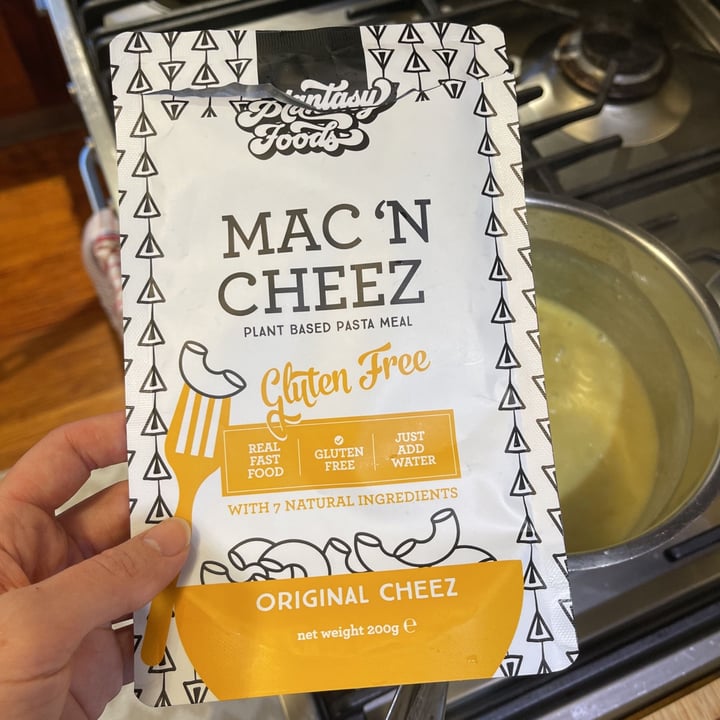 Plantasy
Foods
MAC 'N
CHEEZ
PLANT BASED PASTA MEAL
Gluten Free
REAL
FAST
FOOD
GLUTEN
FREE
JUST
ADD
WATER
WITH 7 NATURAL INGREDIENTS
ORIGINAL CHEEZ
net weight 200g ℮